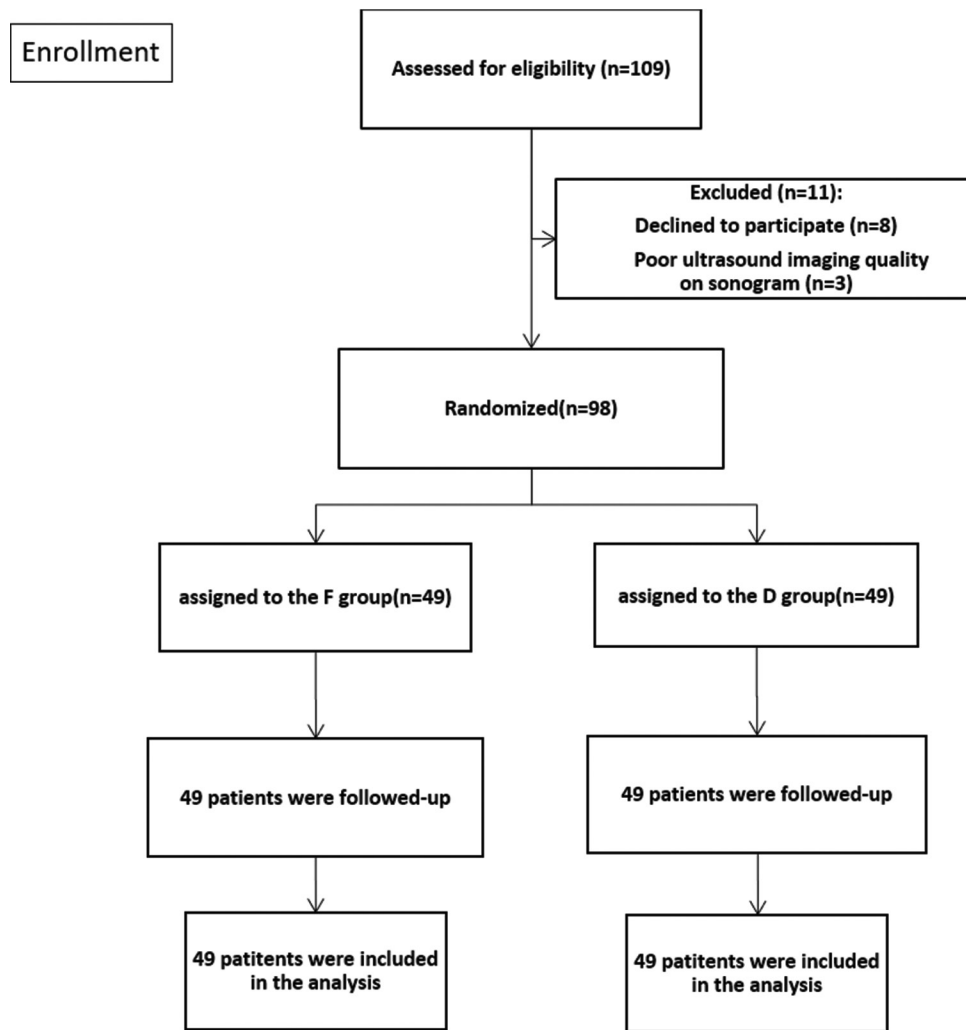 Enrollment
Assessed for eligibility (n=109)
Excluded (n=11):
Declined to participate (n=8)
Poor ultrasound imaging quality
on sonogram (n=3)
Randomized(n=98)
assigned to the F group(n=49)
assigned to the D group(n=49)
49 patients were followed-up
49 patients were followed-up
49 patitents were included
in the analysis
49 patitents were included
in the analysis